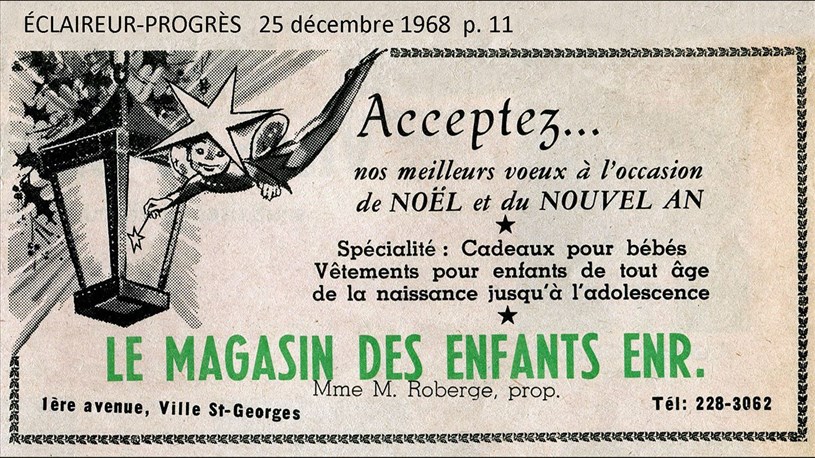 ÉCLAIREUR-PROGRÈS 25 décembre 1968 p. 11
Acceptez...
nos meilleurs voeux à l'occasion
de NOËL et du NOUVEL AN
Spécialité : Cadeaux pour bébés
Vêtements pour enfants de tout âge
de la naissance jusqu'à l'adolescence
LE MAGASIN DES ENFANTS ENR.
Mme M. Roberge, prop.
1ère avenue, Ville St-Georges
Tél: 228-3062